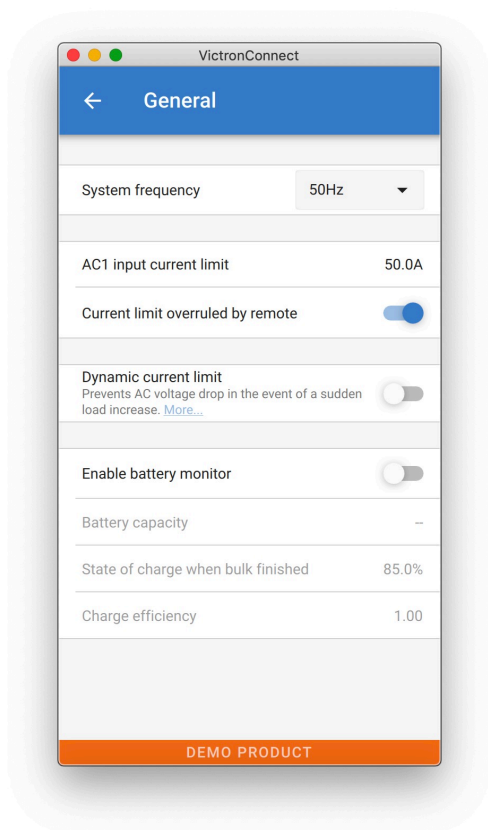 VictronConnect
General
System frequency 50Hz
AC1 input current limit 50.0A
Current limit overruled by remote
Dynamic current limit
Prevents AC voltage drop in the event of a sudden
load increase. More...
Enable battery monitor
Battery capacity --
State of charge when bulk finished 85.0%
Charge efficiency 1.00
DEMO PRODUCT